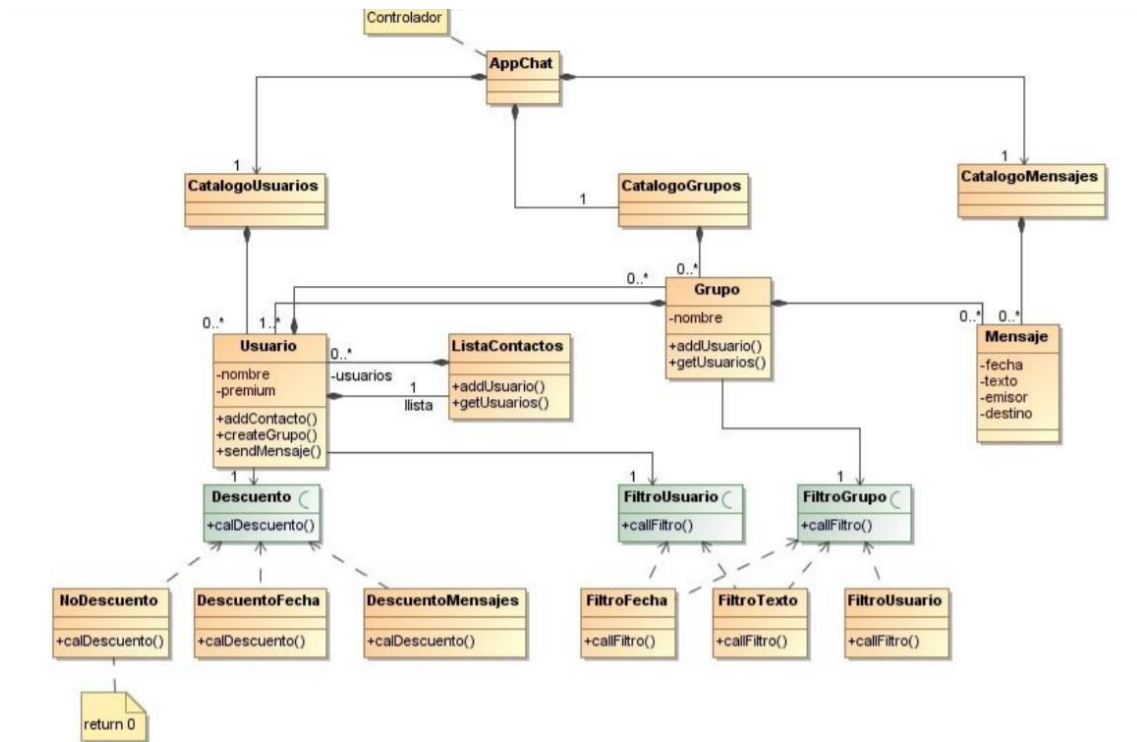 Controlador
AppChat
1
1
1
CatalogoUsuarios
CatalogoGrupos
CatalogoMensajes
0..*
0..*
0..*
1..*
0..*
0..*
Grupo
-nombre
+addUsuario()
+getUsuarios()
Mensaje
-fecha
-texto
-emisor
-destino
Usuario
-nombre
-premium
+addContacto()
+createGrupo()
+sendMensaje()
0..*
-usuarios
1
llista
ListaContactos
+addUsuario()
+getUsuarios()
1
1
1
Descuento
+calDescuento()
FiltroUsuario
+callFiltro()
FiltroGrupo
+callFiltro()
NoDescuento
+calDescuento()
DescuentoFecha
+calDescuento()
DescuentoMensajes
+calDescuento()
FiltroFecha
+callFiltro()
FiltroTexto
+callFiltro()
FiltroUsuario
+callFiltro()
return 0